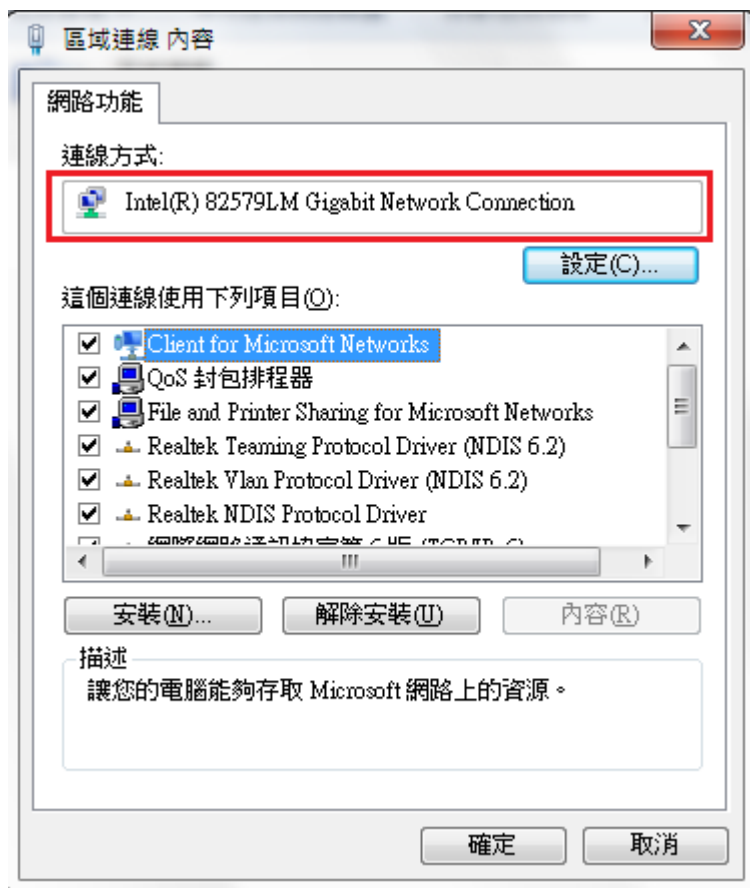 區域連線 內容
網路功能
連線方式:
Intel(R) 82579LM Gigabit Network Connection
設定(C)...
這個連線使用下列項目(O):
Client for Microsoft Networks
QoS 封包排程器
File and Printer Sharing for Microsoft Networks
Realtek Teaming Protocol Driver (NDIS 6.2)
Realtek Vlan Protocol Driver (NDIS 6.2)
Realtek NDIS Protocol Driver
安裝(N)... 解除安裝(U) 內容(R)
描述
讓您的電腦能夠存取 Microsoft 網路上的資源。
確定 取消